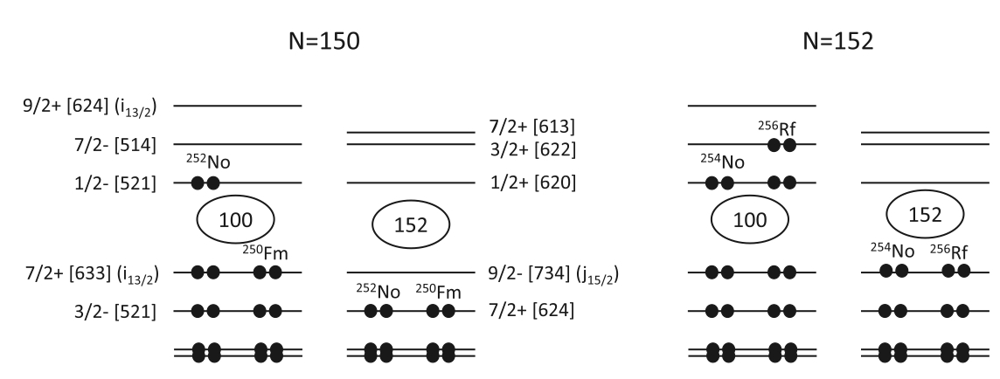 N=150
N=152
9/2+ [624] (i13/2)
7/2- [514]
1/2- [521]
7/2+ [633] (i13/2)
3/2- [521]
252No
100
250Fm
152
252No 250Fm
7/2+ [613]
3/2+ [622]
1/2+ [620]
9/2- [734] (j15/2)
7/2+ [624]
256Rf
254No
100
152
254No 256Rf